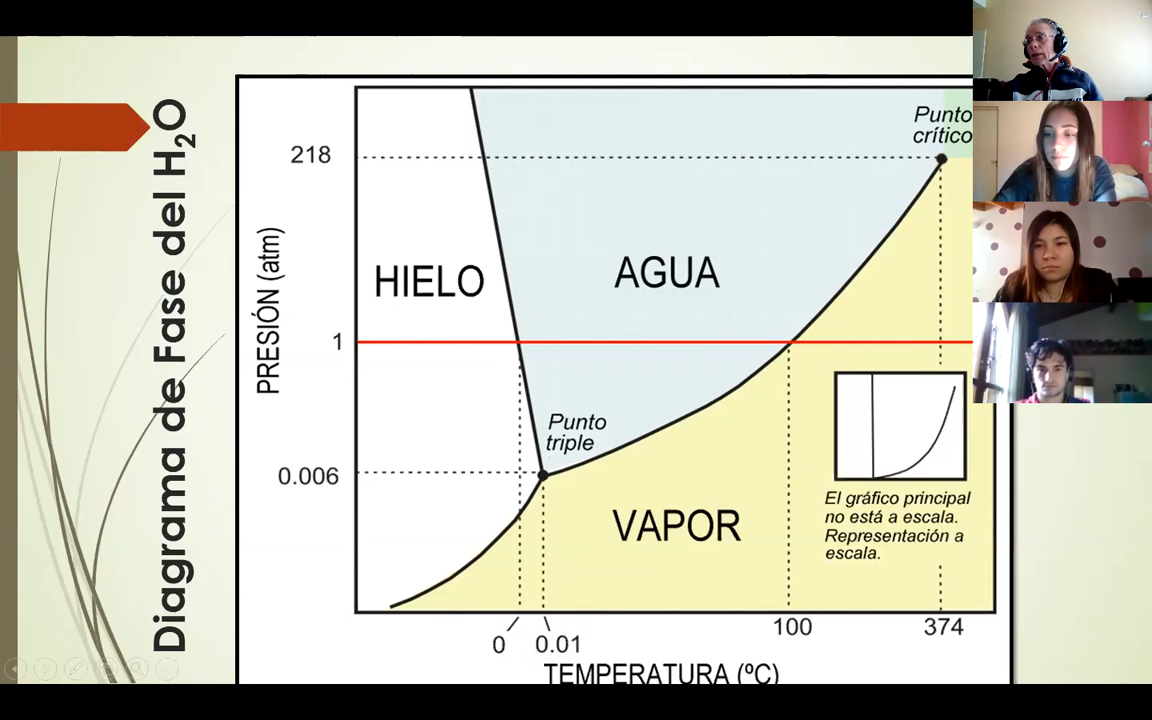 Diagrama de Fase del H₂O
PRESIÓN (atm)
218
1
0.006
HIELO
AGUA
VAPOR
Punto
crítico
Punto
triple
El gráfico principal
no está a escala.
Representación a
escala.
0
0.01
100
374
TEMPERATURA (ºC)